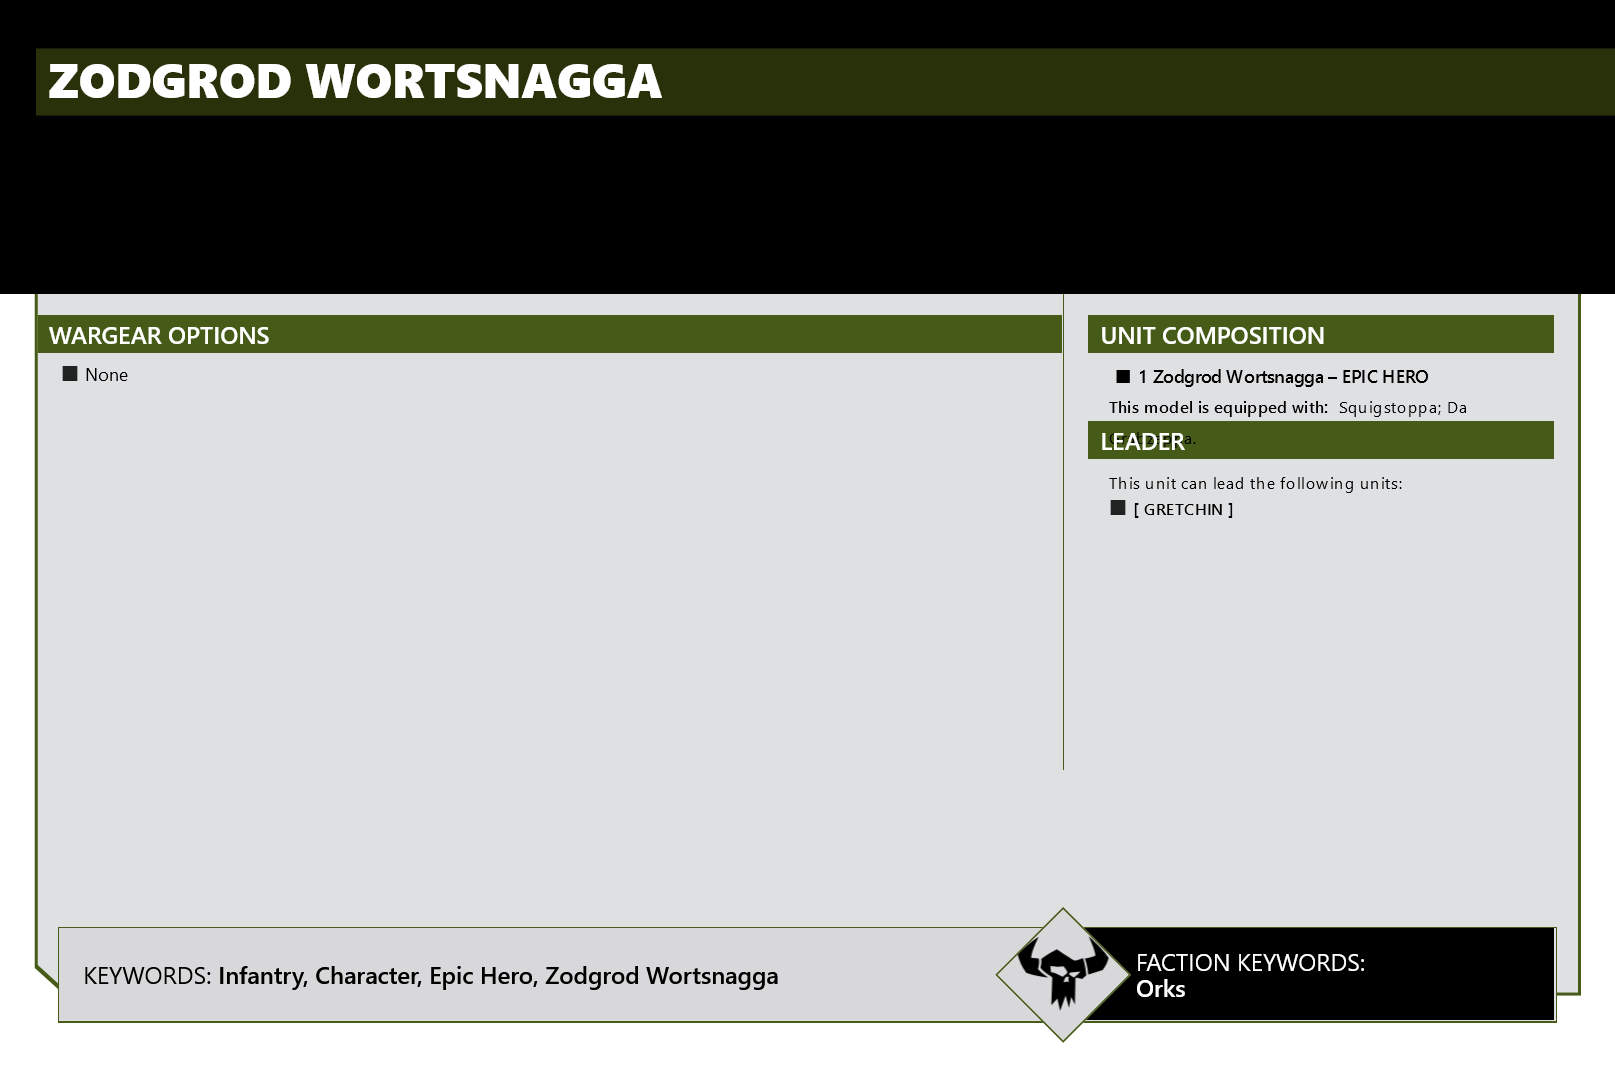 ZODGROD WORTSNAGGA
WARGEAR OPTIONS
■ None
UNIT COMPOSITION
■ 1 Zodgrod Wortsnagga – EPIC HERO
This model is equipped with: Squigstoppa; Da
LEADER
This unit can lead the following units:
■ [ GRETCHIN ]
KEYWORDS: Infantry, Character, Epic Hero, Zodgrod Wortsnagga
FACTION KEYWORDS:
Orks